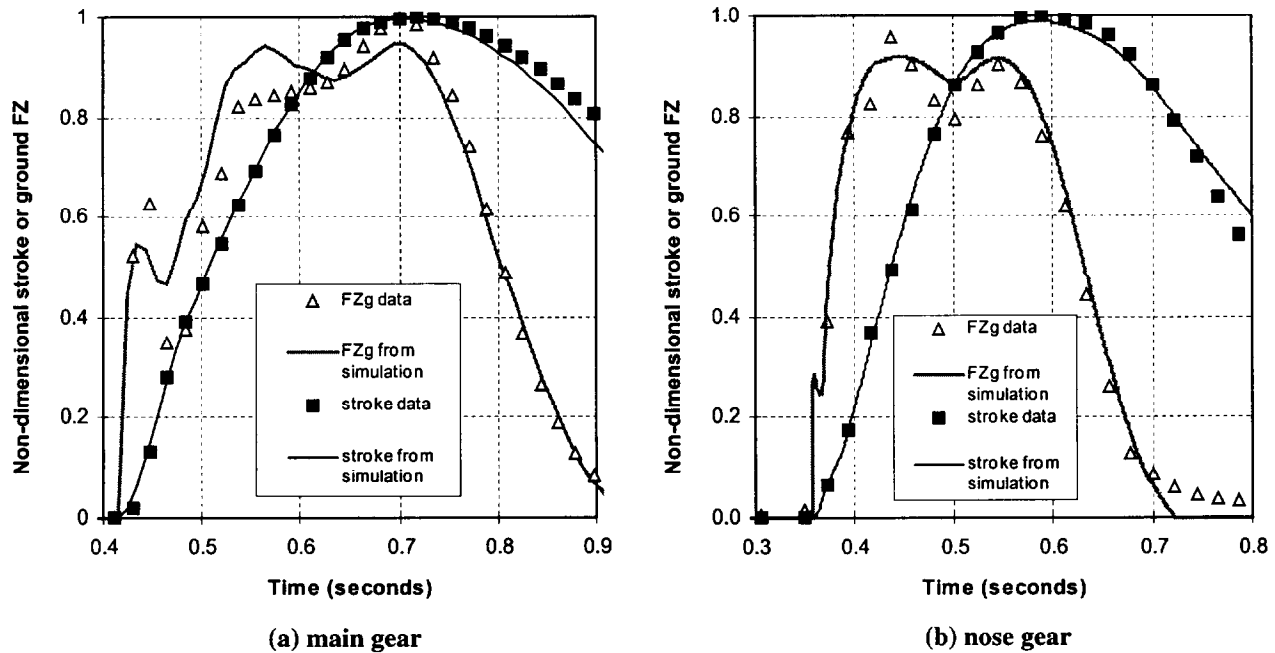 Non-dimensional stroke or ground FZ
1
0.8
0.6
0.4
0.2
0
0.4
0.5
0.6
0.7
0.8
0.9
Time (seconds)
FZg data
FZg from
simulation
stroke data
stroke from
simulation
(a) main gear
Non-dimensional stroke or ground FZ
1.0
0.8
0.6
0.4
0.2
0.0
0.3
0.4
0.5
0.6
0.7
0.8
Time (seconds)
FZg data
FZg from
simulation
stroke data
stroke from
simulation
(b) nose gear